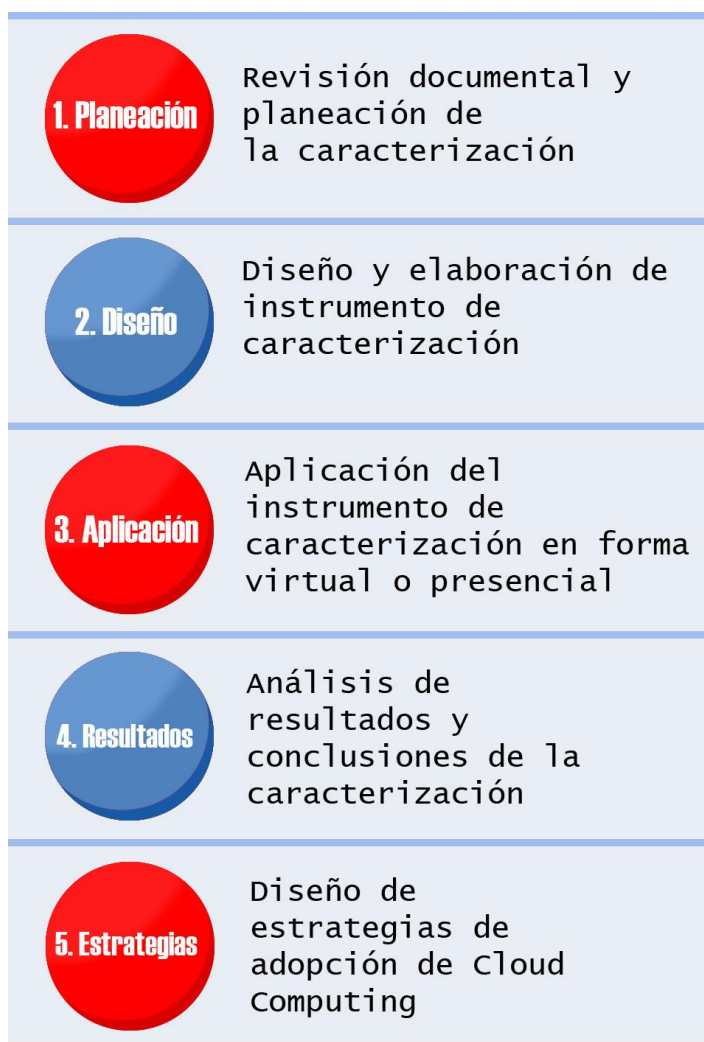 1. Planeación
Revisión documental y
planeación de
la caracterización
2. Diseño
Diseño y elaboración de
instrumento de
caracterización
3. Aplicación
Aplicación del
instrumento de
caracterización en forma
virtual o presencial
4. Resultados
Análisis de
resultados y
conclusiones de la
caracterización
5. Estrategias
Diseño de
estrategias de
adopción de Cloud
Computing